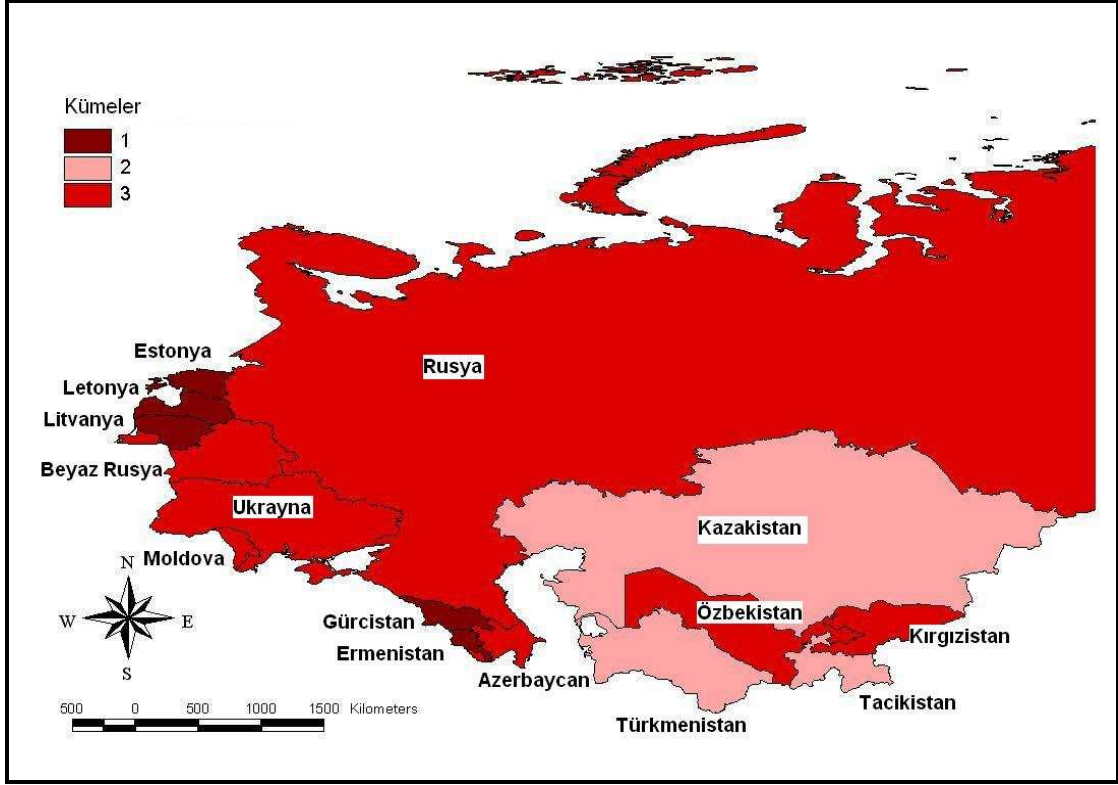 Kümeler
1
2
3
Estonya
Rusya
Letonya
Litvanya
Beyaz Rusya
Ukrayna
Kazakistan
Moldova
N
W E
S
Özbekistan
Gürcistan
Kırgızistan
Ermenistan
Azerbaycan
Tacikistan
Türkmenistan
500 0 500 1000 1500 Kilometers